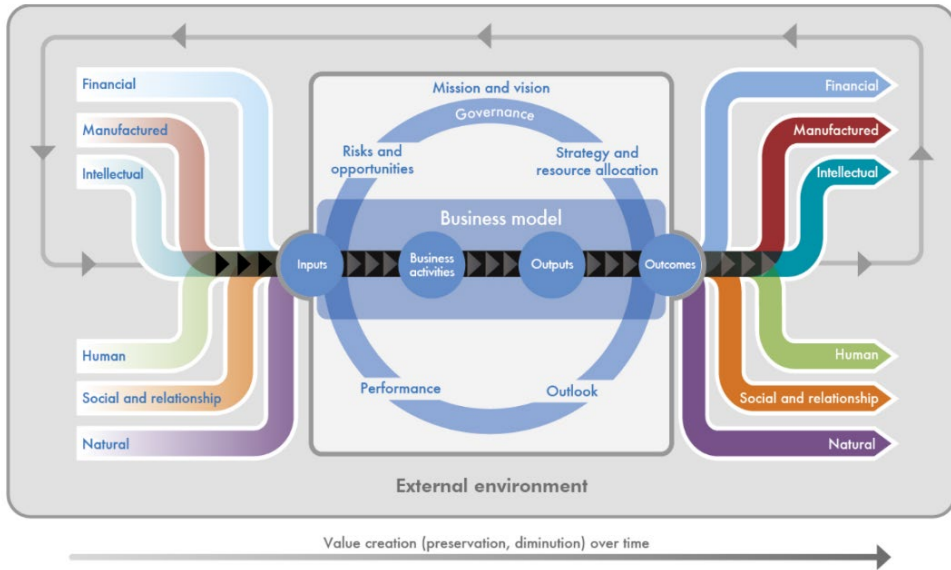 Financial
Manufactured
Intellectual
Human
Social and relationship
Natural
Mission and vision
Governance
Risks and
opportunities
Strategy and
resource allocation
Business model
Inputs
Business
activities
Outputs
Outcomes
Performance
Outlook
Financial
Manufactured
Intellectual
Human
Social and relationship
Natural
External environment
Value creation (preservation, diminution) over time